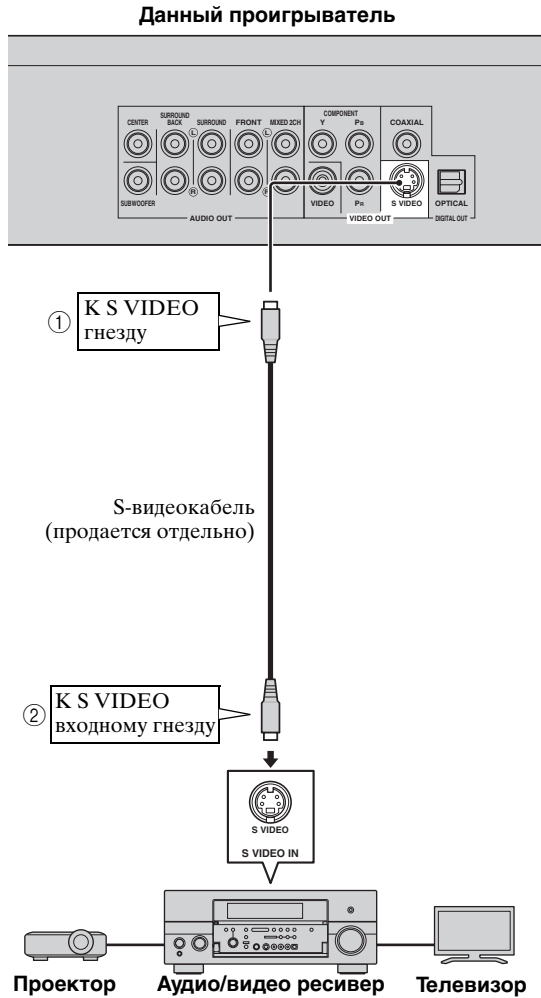 Данный проигрыватель
COMPONENT
CENTER SURROUND BACK SURROUND FRONT MIXED 2CH Y PB COAXIAL
L L
R R
SUBWOOFER VIDEO PR S VIDEO OPTICAL
AUDIO OUT VIDEO OUT DIGITAL OUT
① К S VIDEO
гнезду
S-видеокабель
(продается отдельно)
② К S VIDEO
входному гнезду
S VIDEO
S VIDEO IN
Проектор Аудио/видео ресивер Телевизор